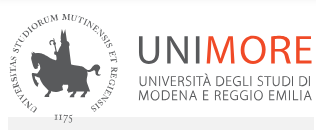 UNIVERSITAS STUDIORUM MUTINENSIS ET REGIENSIS
1175
UNIMORE
UNIVERSITÀ DEGLI STUDI DI
MODENA E REGGIO EMILIA